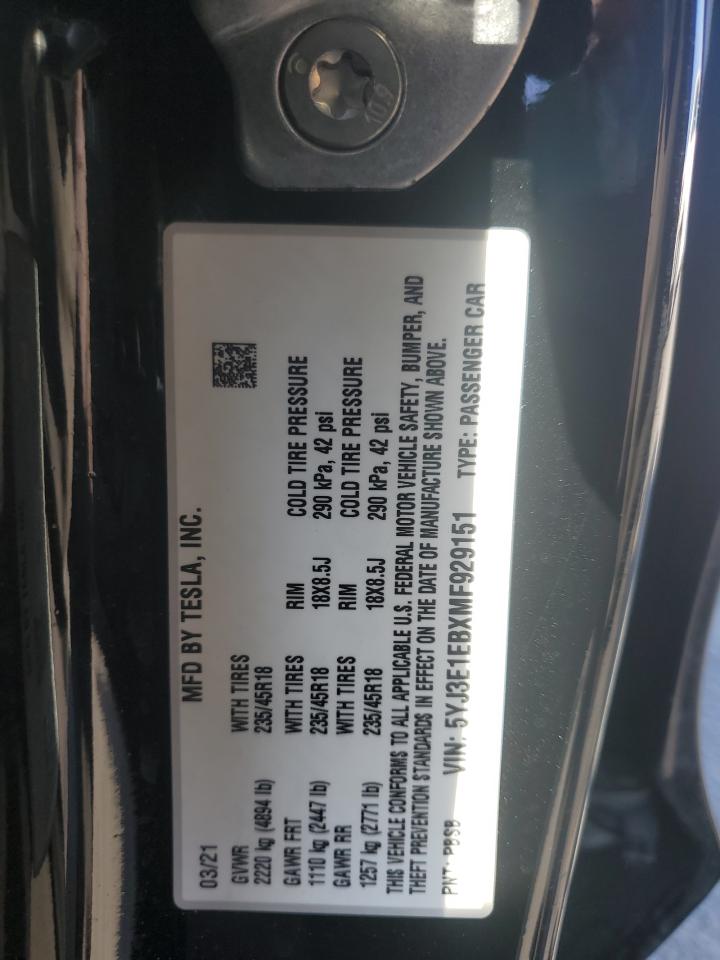 10.9
03/21 MFD BY TESLA, INC.
GVWR WITH TIRES RIM COLD TIRE PRESSURE
2220 kg (4894 lb) 235/45R18 18X8.5J 290 kPa, 42 psi
GAWR FRT WITH TIRES RIM COLD TIRE PRESSURE
1110 kg (2447 lb) 235/45R18 18X8.5J 290 kPa, 42 psi
GAWR RR WITH TIRES
1257 kg (2771 lb) 235/45R18
THIS VEHICLE CONFORMS TO ALL APPLICABLE U.S. FEDERAL MOTOR VEHICLE SAFETY, BUMPER, AND
THEFT PREVENTION STANDARDS IN EFFECT ON THE DATE OF MANUFACTURE SHOWN ABOVE.
PNT: PBSB VIN: 5YJ3E1EBXMF929151 TYPE: PASSENGER CAR